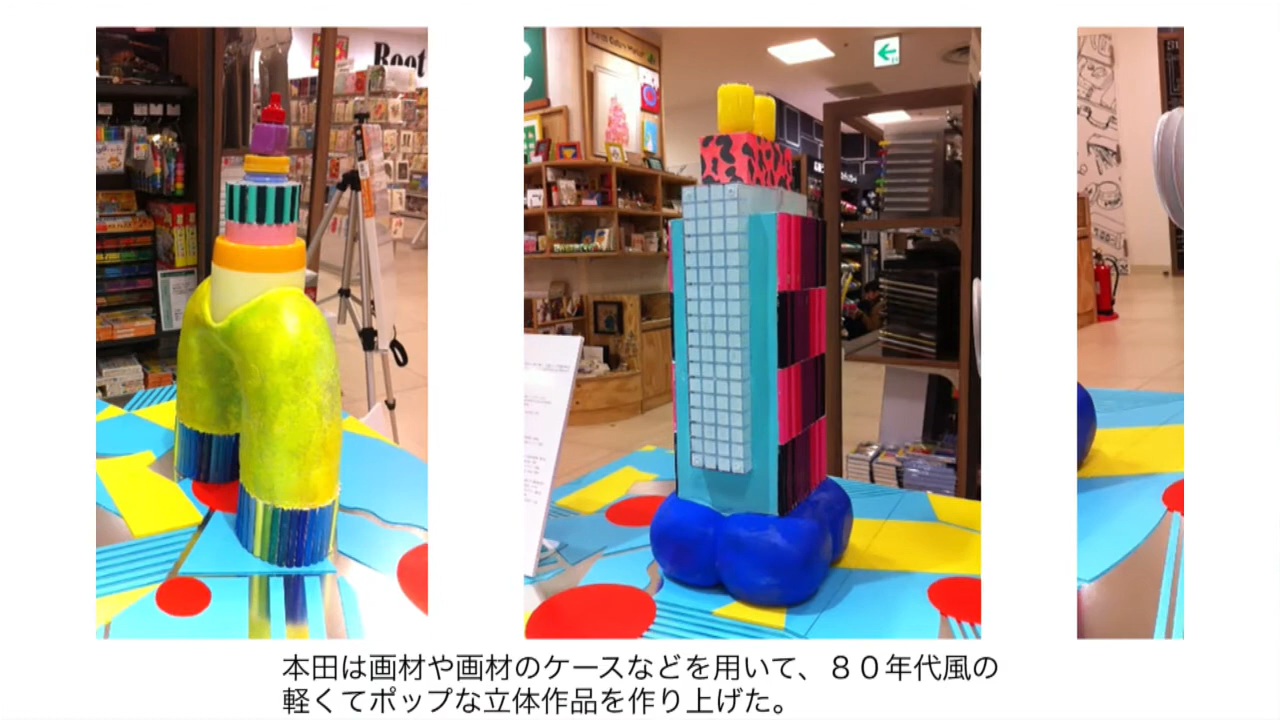 Root
本田は画材や画材のケースなどを用いて、８０年代風の
軽くてポップな立体作品を作り上げた。